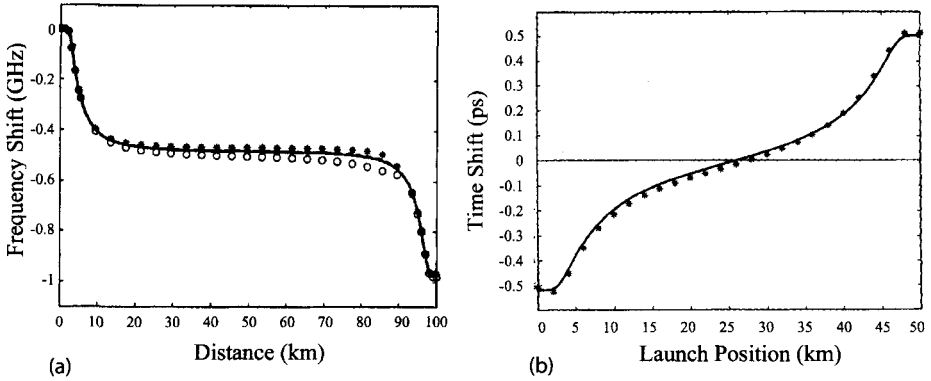 0
-0.2
-0.4
-0.6
-0.8
-1
Frequency Shift (GHz)
0 10 20 30 40 50 60 70 80 90 100
Distance (km)
(a)
0.5
0.4
0.3
0.2
0.1
0
-0.1
-0.2
-0.3
-0.4
-0.5
Time Shift (ps)
0 5 10 15 20 25 30 35 40 45 50
Launch Position (km)
(b)